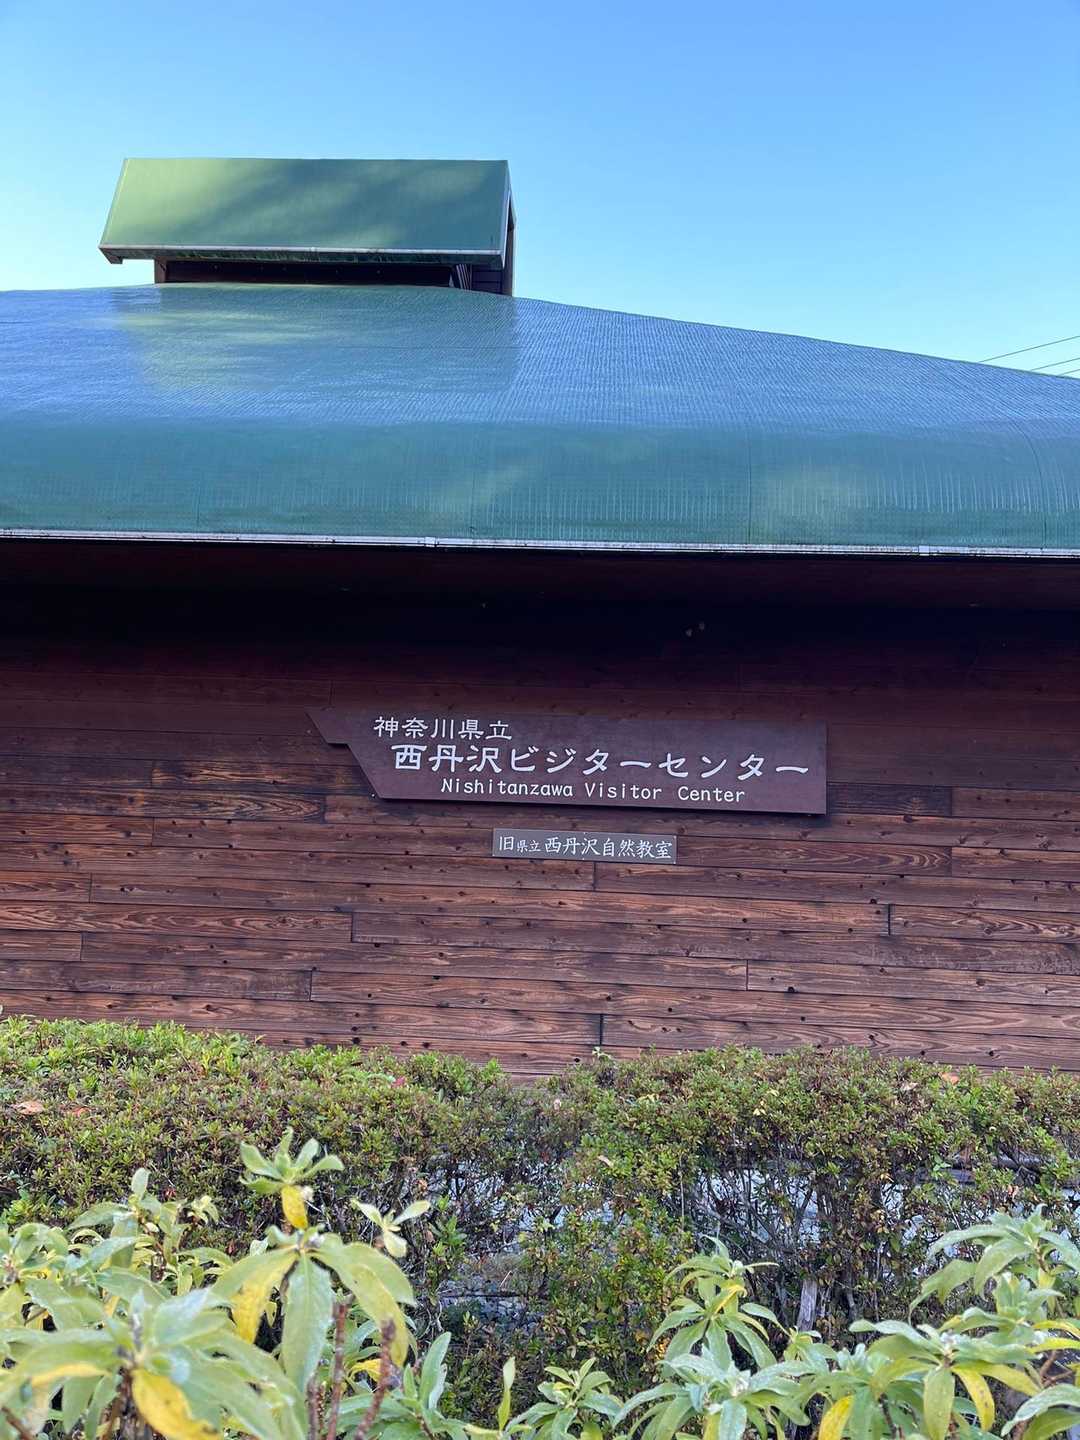 神奈川県立
西丹沢ビジターセンター
Nishitanzawa Visitor Center
旧県立西丹沢自然教室